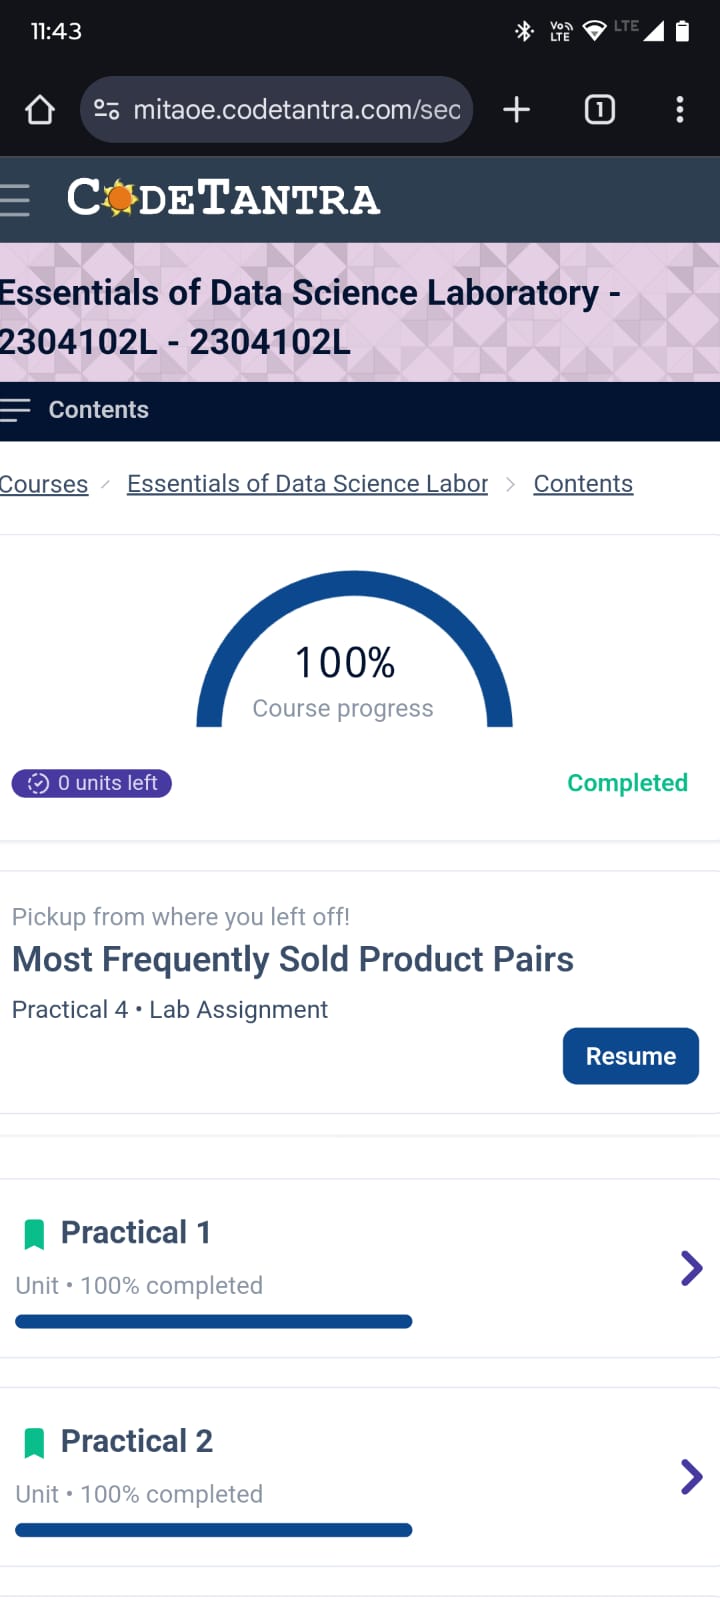 11:43
Vo) LTE LTE
mitaoe.codetantra.com/sec
1
CODETANTRA
Essentials of Data Science Laboratory -
2304102L - 2304102L
Contents
Courses Essentials of Data Science Labor Contents
100%
Course progress
0 units left
Completed
Pickup from where you left off!
Most Frequently Sold Product Pairs
Practical 4 • Lab Assignment
Resume
Practical 1
Unit • 100% completed
Practical 2
Unit • 100% completed